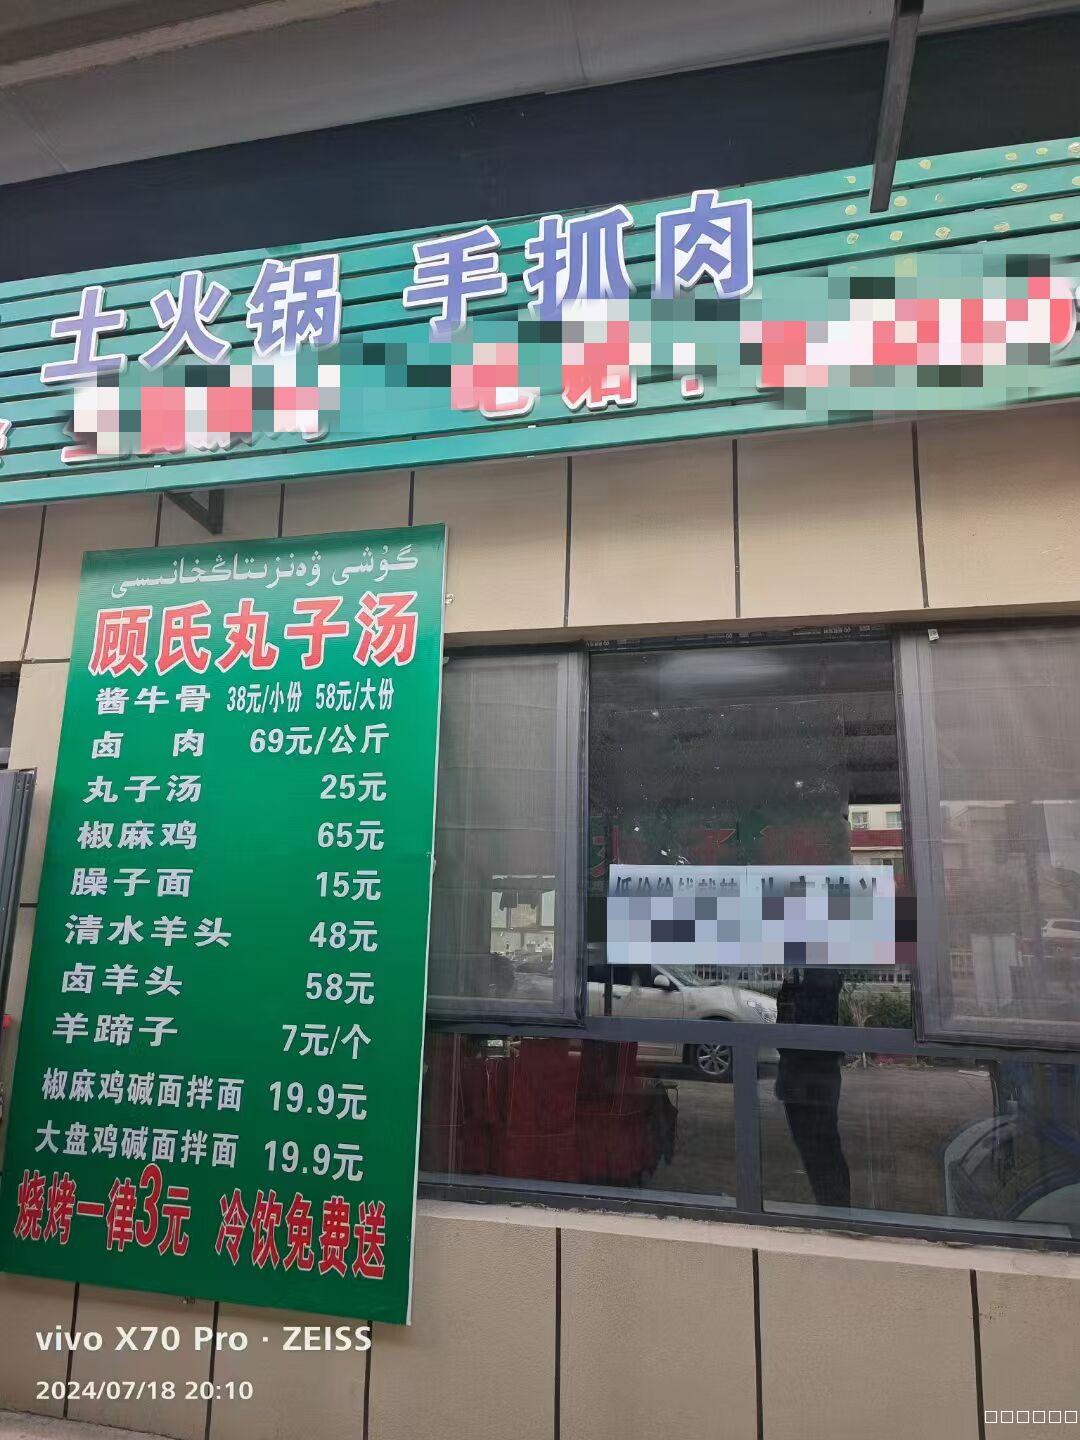 土火锅 手抓肉
گۆشى ۋەنزىتاڭخانىسى
顾氏丸子汤
酱牛骨 38元/小份 58元/大份
卤 肉 69元/公斤
丸子汤 25元
椒麻鸡 65元
臊子面 15元
清水羊头 48元
卤羊头 58元
羊蹄子 7元/个
椒麻鸡碱面拌面 19.9元
大盘鸡碱面拌面 19.9元
烧烤一律3元 冷饮免费送
vivo X70 Pro · ZEISS
2024/07/18 20:10